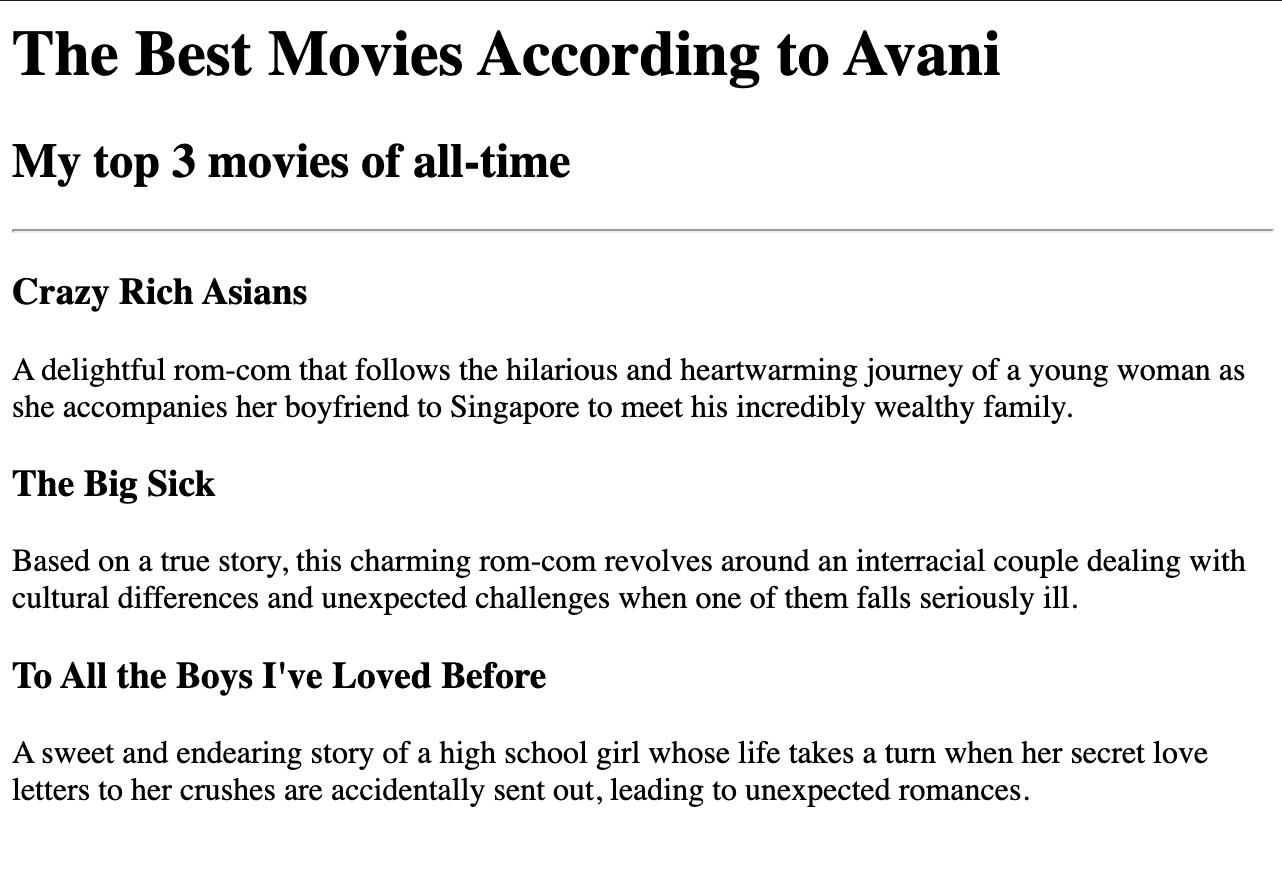 The Best Movies According to Avani
My top 3 movies of all-time
Crazy Rich Asians
A delightful rom-com that follows the hilarious and heartwarming journey of a young woman as
she accompanies her boyfriend to Singapore to meet his incredibly wealthy family.
The Big Sick
Based on a true story, this charming rom-com revolves around an interracial couple dealing with
cultural differences and unexpected challenges when one of them falls seriously ill.
To All the Boys I've Loved Before
A sweet and endearing story of a high school girl whose life takes a turn when her secret love
letters to her crushes are accidentally sent out, leading to unexpected romances.